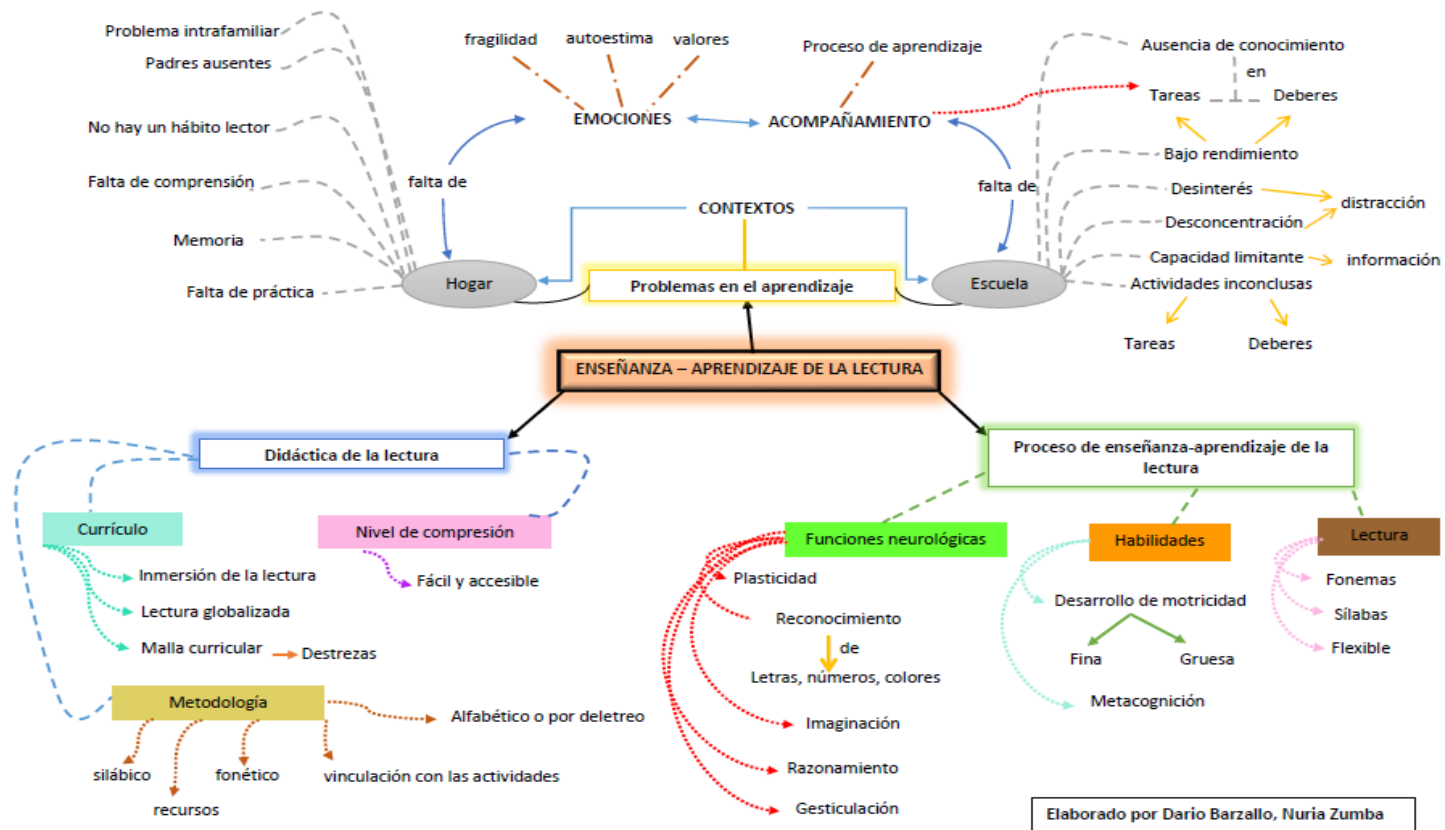 Problema intrafamiliar
Padres ausentes
No hay un hábito lector
Falta de comprensión
Memoria
Falta de práctica
fragilidad
autoestima
valores
Proceso de aprendizaje
EMOCIONES
ACOMPAÑAMIENTO
falta de
falta de
CONTEXTOS
Hogar
Problemas en el aprendizaje
Escuela
Ausencia de conocimiento
en
Tareas
Deberes
Bajo rendimiento
Desinterés
distracción
Desconcentración
Capacidad limitante
información
Actividades inconclusas
Tareas
Deberes
ENSEÑANZA – APRENDIZAJE DE LA LECTURA
Didáctica de la lectura
Currículo
Nivel de compresión
Inmersión de la lectura
Fácil y accesible
Lectura globalizada
Malla curricular
Destrezas
Metodología
Alfabético o por deletreo
silábico
fonético
vinculación con las actividades
recursos
Proceso de enseñanza-aprendizaje de la
lectura
Funciones neurológicas
Habilidades
Lectura
Plasticidad
Reconocimiento
de
Letras, números, colores
Imaginación
Razonamiento
Gesticulación
Desarrollo de motricidad
Fina
Gruesa
Metacognición
Fonemas
Sílabas
Flexible
Elaborado por Dario Barzallo, Nuria Zumba